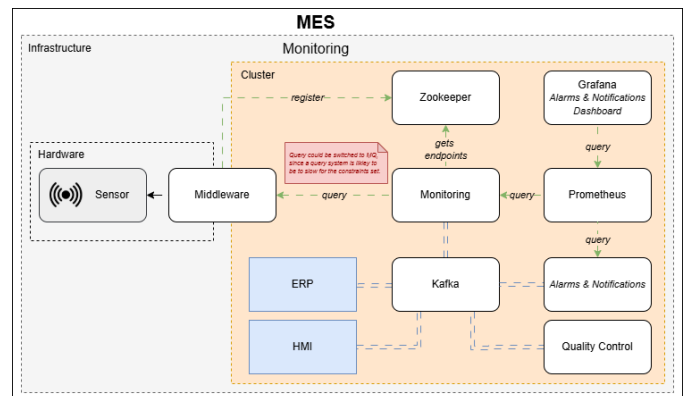 MES
Infrastructure
Monitoring
Cluster
register
Zookeeper
Grafana
Alarms & Notifications
Dashboard
gets
endpoints
query
Query could be switched to MQ,
since a query system is likley to
be to slow for the constraints set.
Hardware
Sensor
Middleware
query
Monitoring
query
Prometheus
query
ERP
Kafka
Alarms & Notifications
HMI
Quality Control